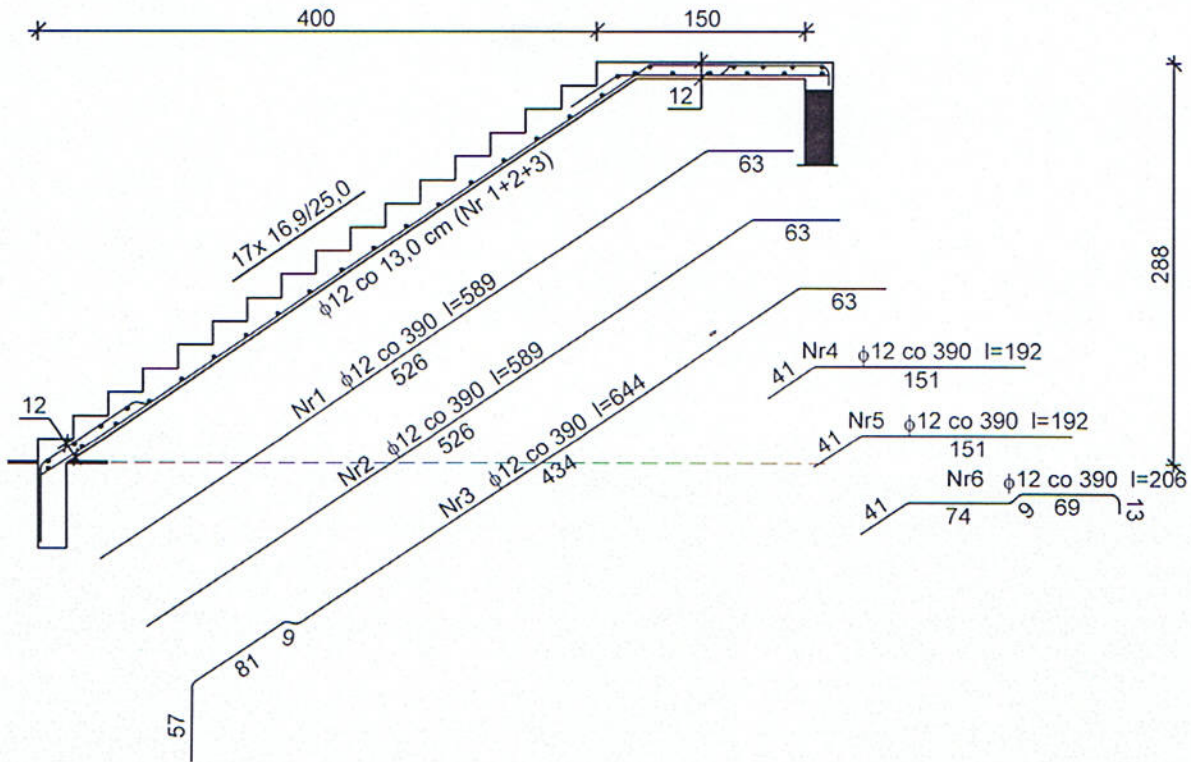 400
150
12
17x 16,9/25,0
ϕ12 co 13,0 cm (Nr 1+2+3)
63
288
63
Nr1 ϕ12 co 390 l=589
526
63
Nr2 ϕ12 co 390 l=589
526
Nr3 ϕ12 co 390 l=644
434
Nr4 ϕ12 co 390 l=192
41
151
12
Nr5 ϕ12 co 390 l=192
41
151
Nr6 ϕ12 co 390 l=206
41
74
9
69
13
9
81
57